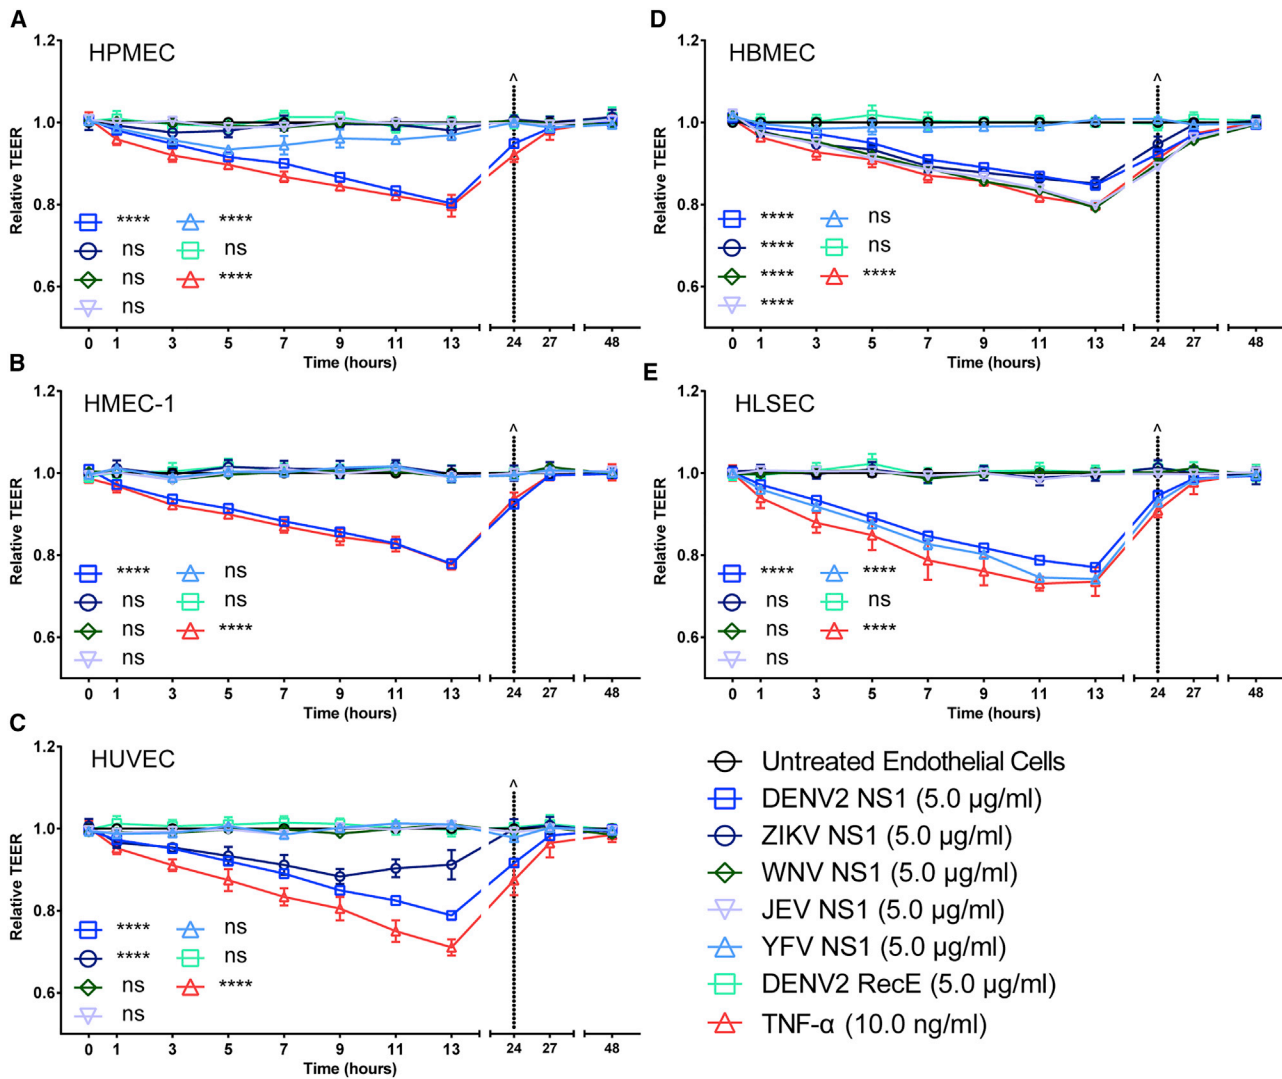 A
HPMEC
1.2
1.0
0.8
0.6
Relative TEER
**** ****
ns ns
ns ****
ns
^
0 1 3 5 7 9 11 13 24 27 48
Time (hours)
B
HMEC-1
1.2
1.0
0.8
0.6
Relative TEER
**** ns
ns ns
ns ****
ns
^
0 1 3 5 7 9 11 13 24 27 48
Time (hours)
C
HUVEC
1.2
1.0
0.8
0.6
Relative TEER
**** ns
**** ns
ns ****
ns
^
0 1 3 5 7 9 11 13 24 27 48
Time (hours)
D
HBMEC
1.2
1.0
0.8
0.6
Relative TEER
**** ns
**** ns
**** ****
****
^
0 1 3 5 7 9 11 13 24 27 48
Time (hours)
E
HLSEC
1.2
1.0
0.8
0.6
Relative TEER
**** ****
ns ns
ns ****
ns
^
0 1 3 5 7 9 11 13 24 27 48
Time (hours)
Untreated Endothelial Cells
DENV2 NS1 (5.0 µg/ml)
ZIKV NS1 (5.0 µg/ml)
WNV NS1 (5.0 µg/ml)
JEV NS1 (5.0 µg/ml)
YFV NS1 (5.0 µg/ml)
DENV2 RecE (5.0 µg/ml)
TNF-α (10.0 ng/ml)